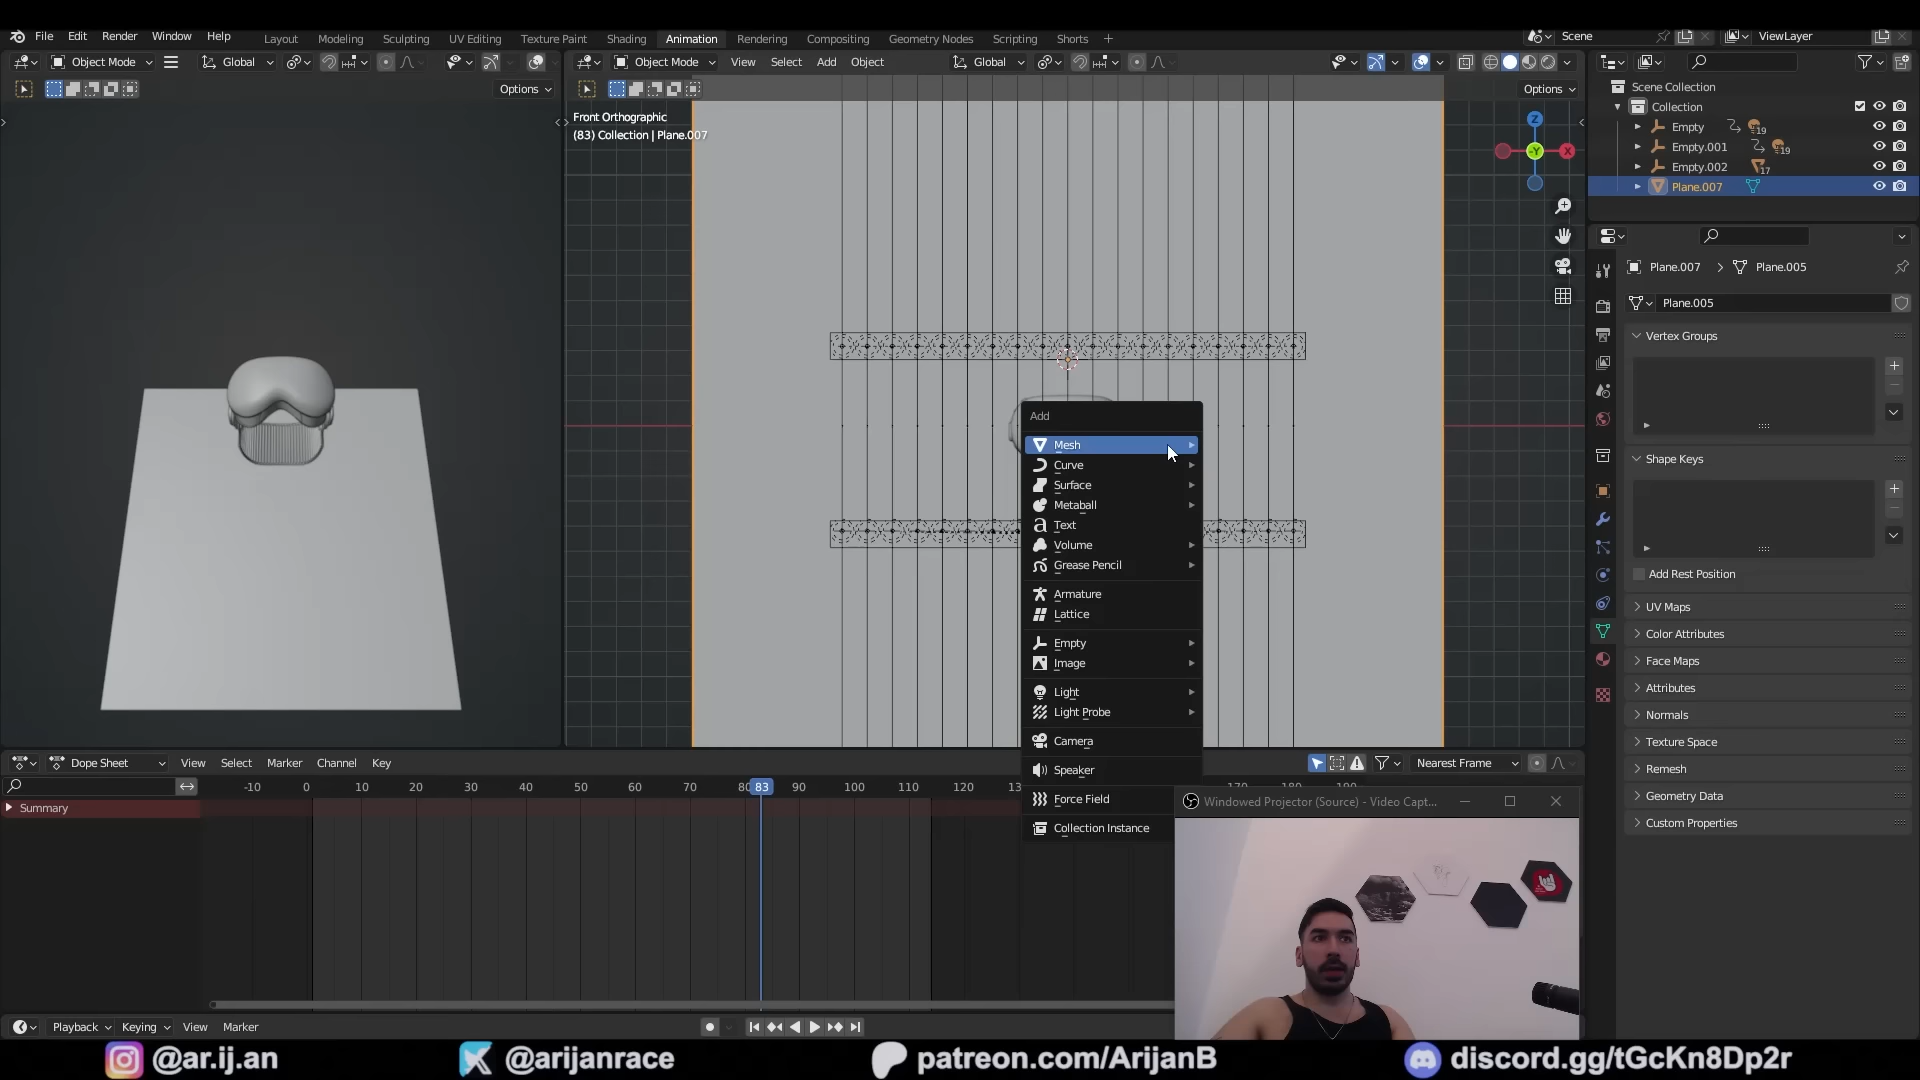 File Edit Render Window Help
Layout Modeling Sculpting UV Editing Texture Paint Shading Animation Rendering Compositing Geometry Nodes Scripting Shorts +
Scene ViewLayer
Object Mode Global
Options
Object Mode View Select Add Object Global
Options
Front Orthographic
(83) Collection | Plane.007
Z
-Y
X
Add
Mesh
Curve
Surface
Metaball
Text
Volume
Grease Pencil
Armature
Lattice
Empty
Image
Light
Light Probe
Camera
Speaker
Force Field
Collection Instance
Scene Collection
Collection
Empty 19
Empty.001 19
Empty.002 17
Plane.007
Plane.007 Plane.005
Plane.005
Vertex Groups
Shape Keys
Add Rest Position
UV Maps
Color Attributes
Face Maps
Attributes
Normals
Texture Space
Remesh
Geometry Data
Custom Properties
Dope Sheet View Select Marker Channel Key
Nearest Frame
-10 0 10 20 30 40 50 60 70 80 83 90 100 110 120
Summary
Windowed Projector (Source) - Video Capt...
Playback Keying View Marker
@ar.ij.an @arijanrace patreon.com/ArijanB discord.gg/tGcKn8Dp2r